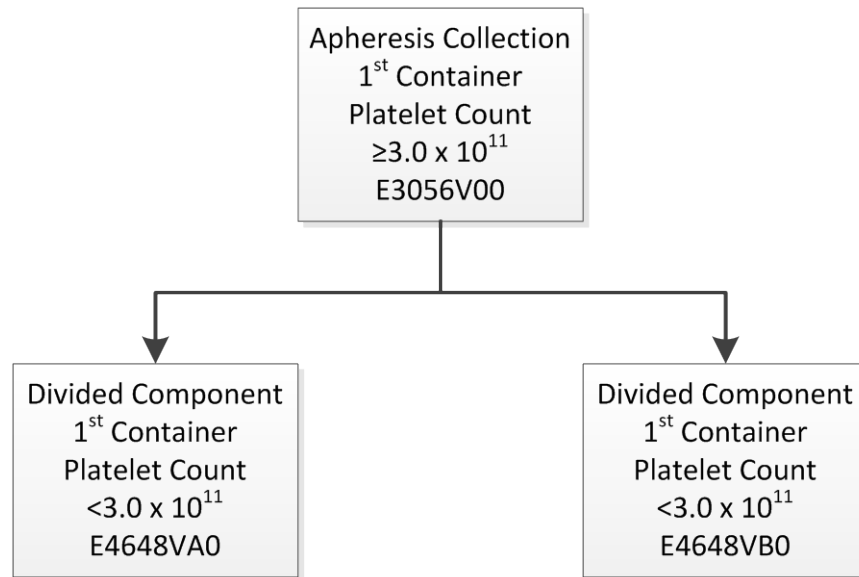 Apheresis Collection
1st Container
Platelet Count
≥3.0 x 10¹¹
E3056V00
Divided Component
1st Container
Platelet Count
<3.0 x 10¹¹
E4648VA0
Divided Component
1st Container
Platelet Count
<3.0 x 10¹¹
E4648VB0